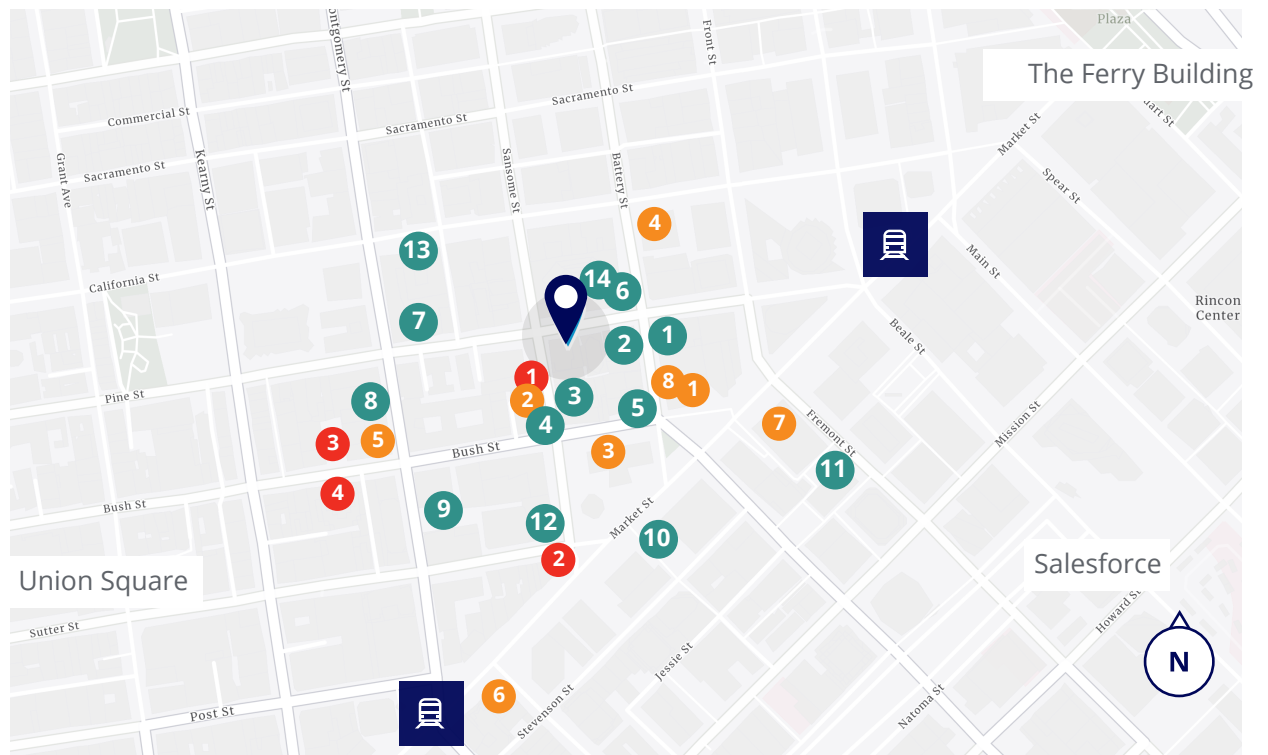 Plaza
The Ferry Building
Front St
Sacramento St
Commercial St
Sacramento St
Market St
Grant Ave
Sacramento St
Kearny St
Sansome St
Battery St
Spear St
4
13
14
6
California St
Main St
Rincon
Center
7
2
1
Beale St
1
8
1
Pine St
8
2
3
5
4
3
5
3
7
Fremont St
Mission St
Bush St
4
11
Bush St
9
12
Market St
10
2
Salesforce
Union Square
Howard St
Sutter St
Jessie St
N
6
Stevenson St
Natoma St
Post St